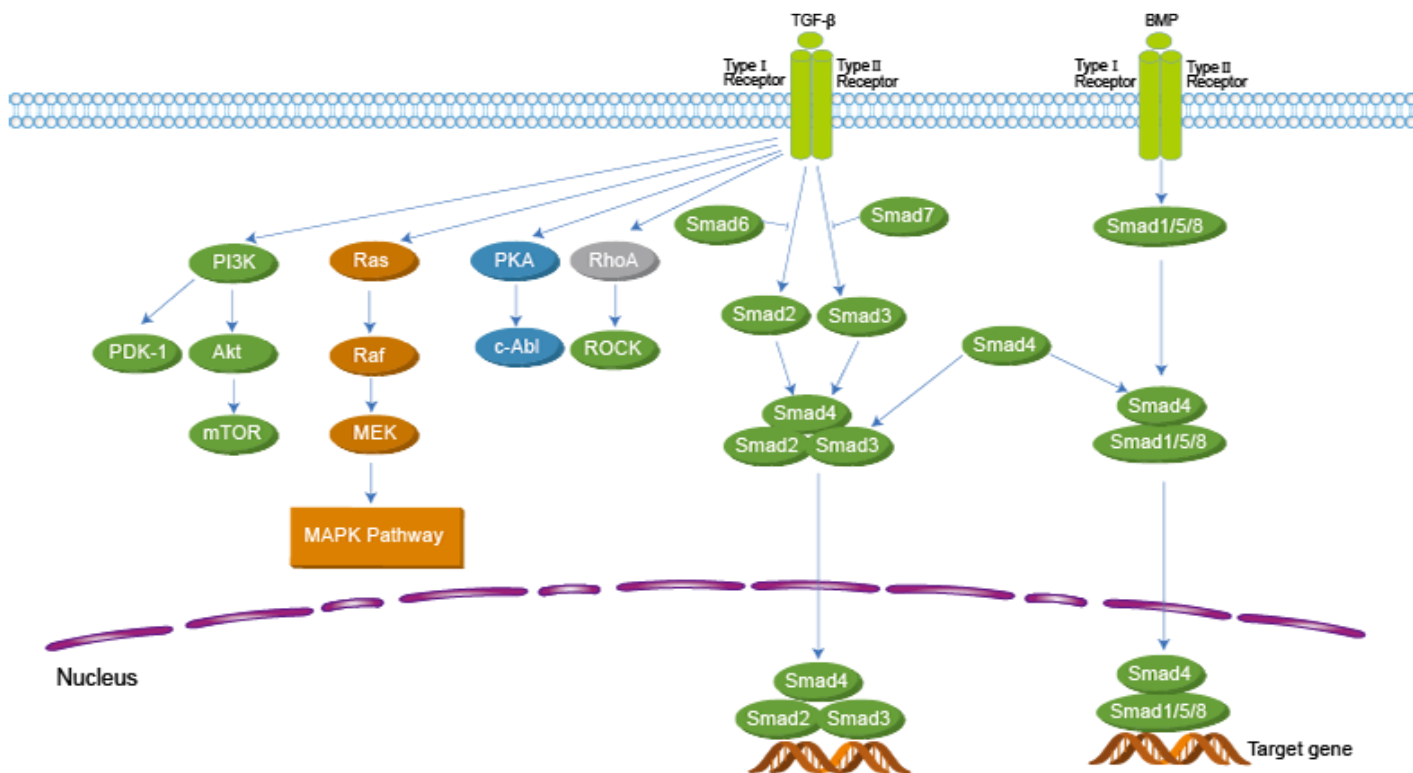 TGF-β
BMP
Type Ⅰ
Receptor
Type Ⅱ
Receptor
Type Ⅰ
Receptor
Type Ⅱ
Receptor
Smad6
Smad7
Smad1/5/8
PI3K
Ras
PKA
RhoA
Smad2
Smad3
PDK-1
Akt
Raf
c-Abl
ROCK
Smad4
Smad4
Smad4
mTOR
MEK
Smad2
Smad3
Smad1/5/8
MAPK Pathway
Nucleus
Smad4
Smad4
Smad2
Smad3
Smad1/5/8
Target gene